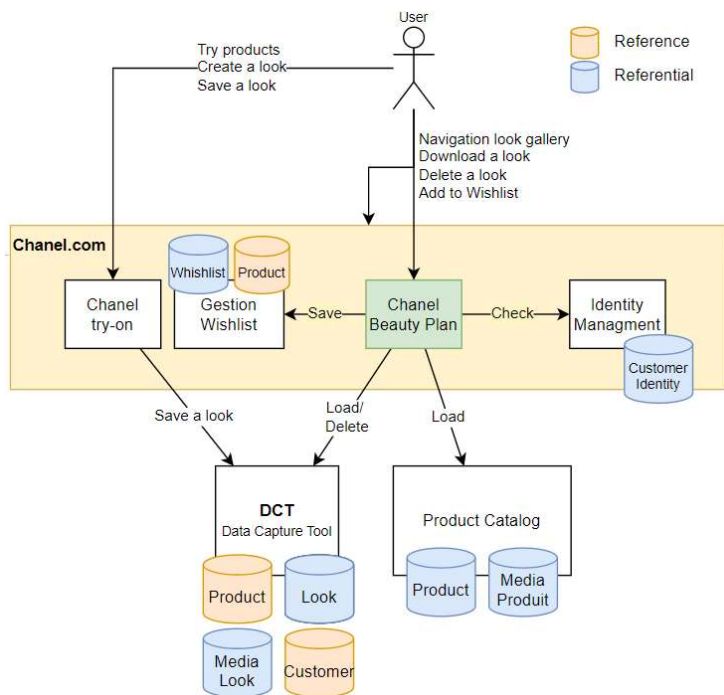 User
Try products
Create a look
Save a look
Reference
Referential
Navigation look gallery
Download a look
Delete a look
Add to Wishlist
Chanel.com
Whishlist
Product
Chanel
try-on
Gestion
Wishlist
Save
Chanel
Beauty Plan
Check
Identity
Managment
Customer
Identity
Save a look
Load/
Delete
Load
DCT
Data Capture Tool
Product Catalog
Product
Look
Product
Media
Produit
Media
Look
Customer